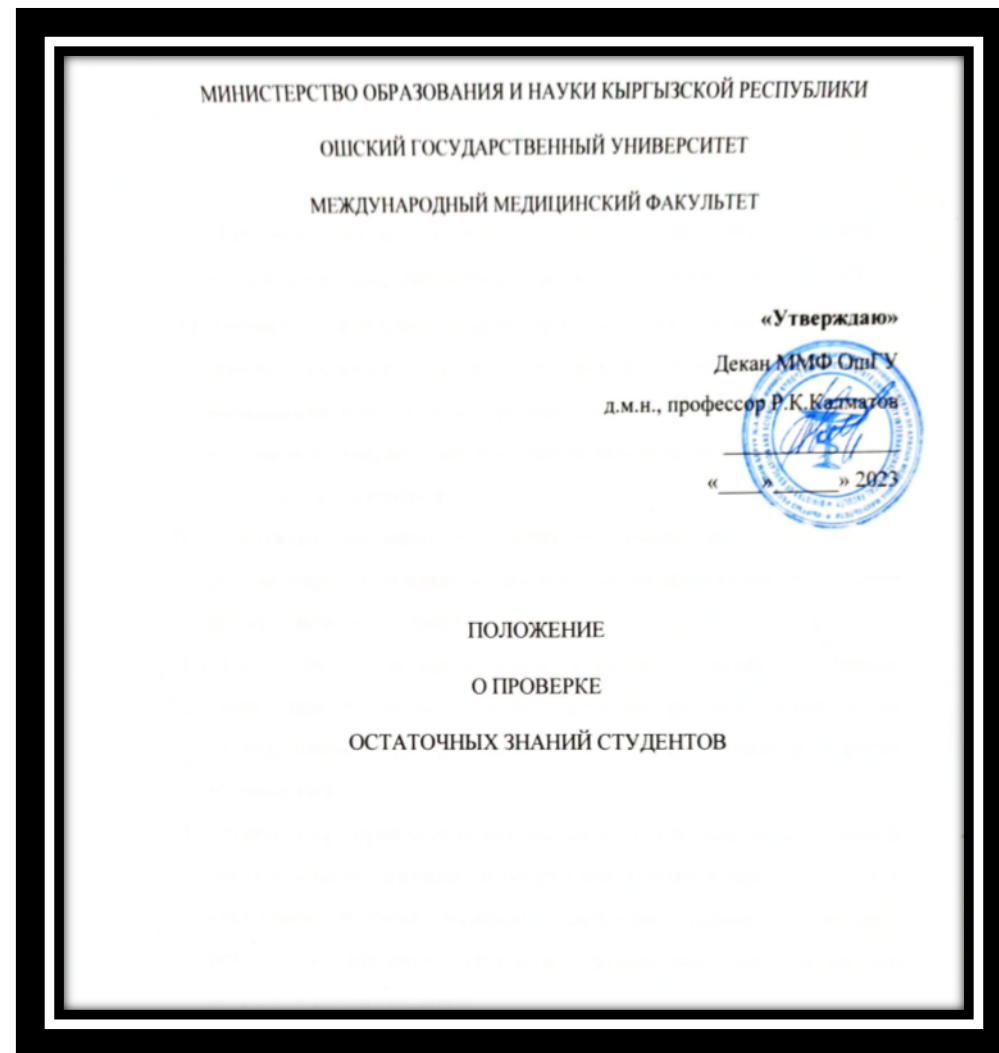 МИНИСТЕРСТВО ОБРАЗОВАНИЯ И НАУКИ КЫРГЫЗСКОЙ РЕСПУБЛИКИ
ОШСКИЙ ГОСУДАРСТВЕННЫЙ УНИВЕРСИТЕТ
МЕЖДУНАРОДНЫЙ МЕДИЦИНСКИЙ ФАКУЛЬТЕТ
«Утверждаю»
Декан ММФ ОшГУ
д.м.н., профессор Р.К.Калматов
«____»______» 2023
ПОЛОЖЕНИЕ
О ПРОВЕРКЕ
ОСТАТОЧНЫХ ЗНАНИЙ СТУДЕНТОВ